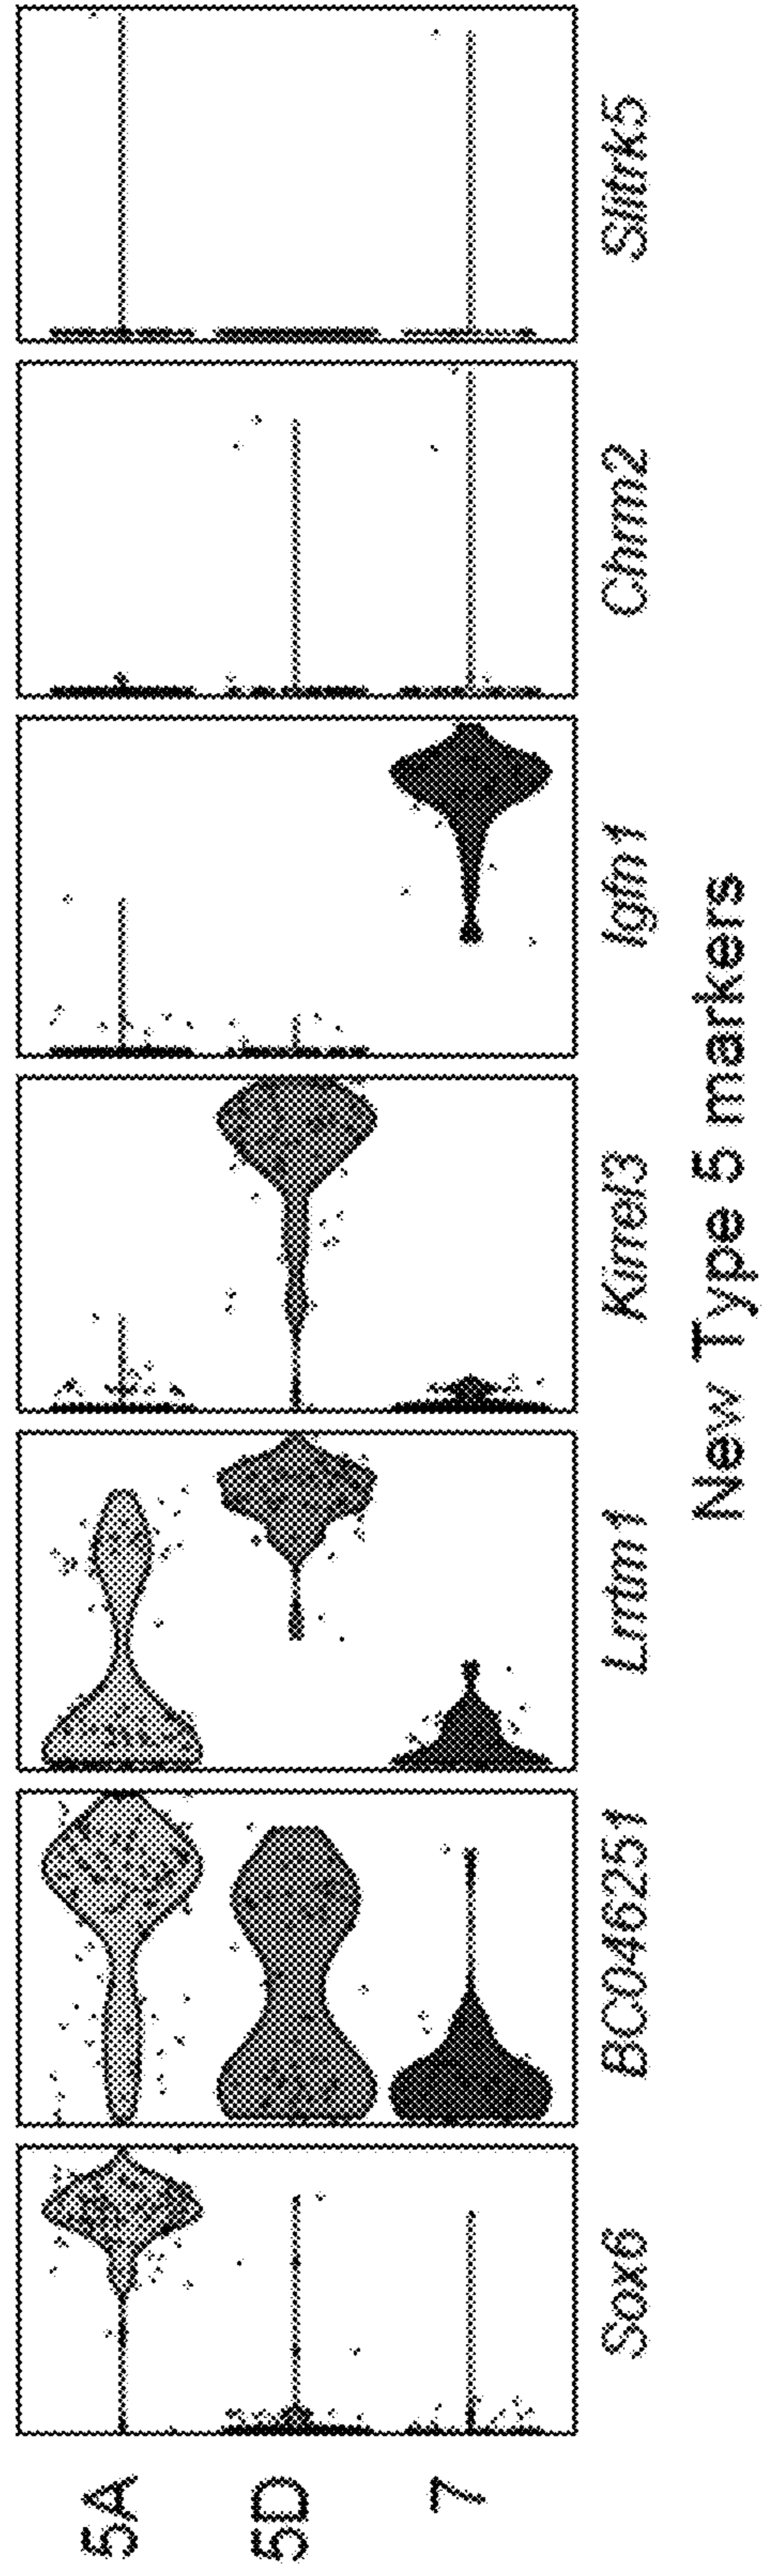 5A
5D
7
Sox6
BC046251
Lrrtm1
Kirrel3
Igfn1
Chrm2
Slitrk5
New Type 5 markers